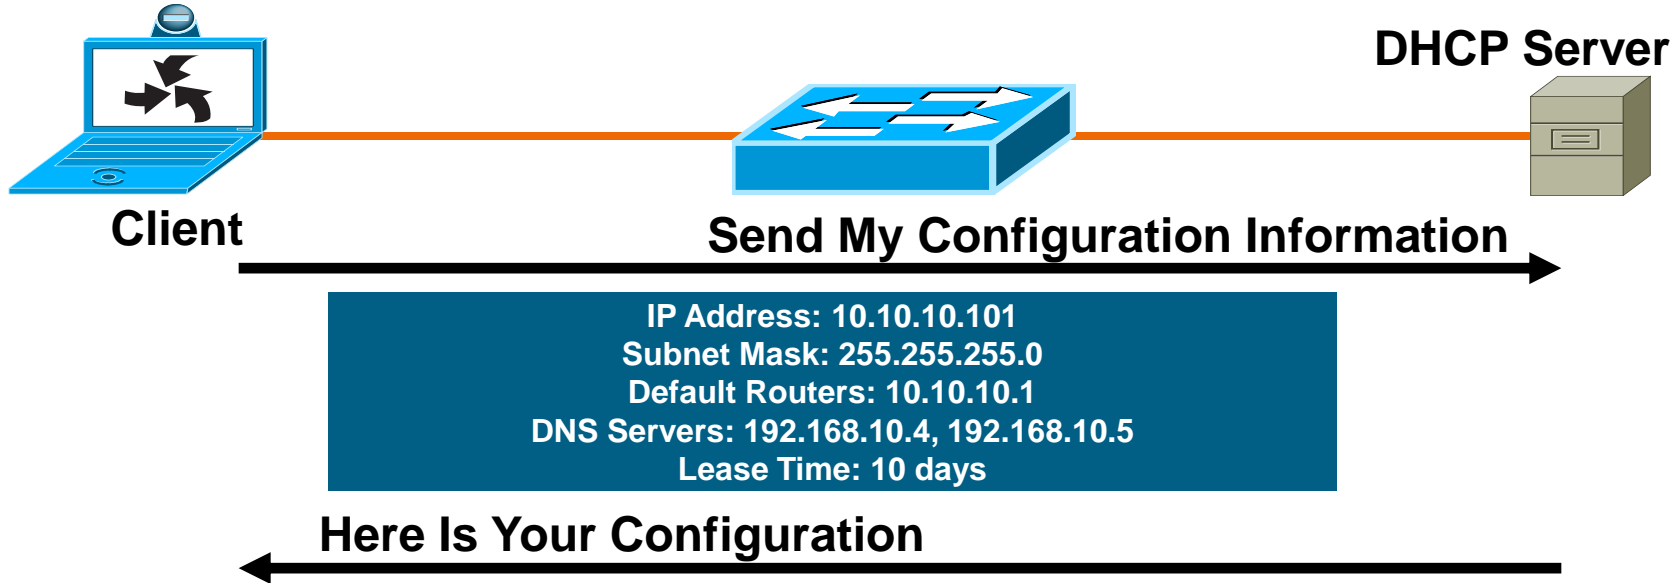 DHCP Server
Client
Send My Configuration Information
IP Address: 10.10.10.101
Subnet Mask: 255.255.255.0
Default Routers: 10.10.10.1
DNS Servers: 192.168.10.4, 192.168.10.5
Lease Time: 10 days
Here Is Your Configuration